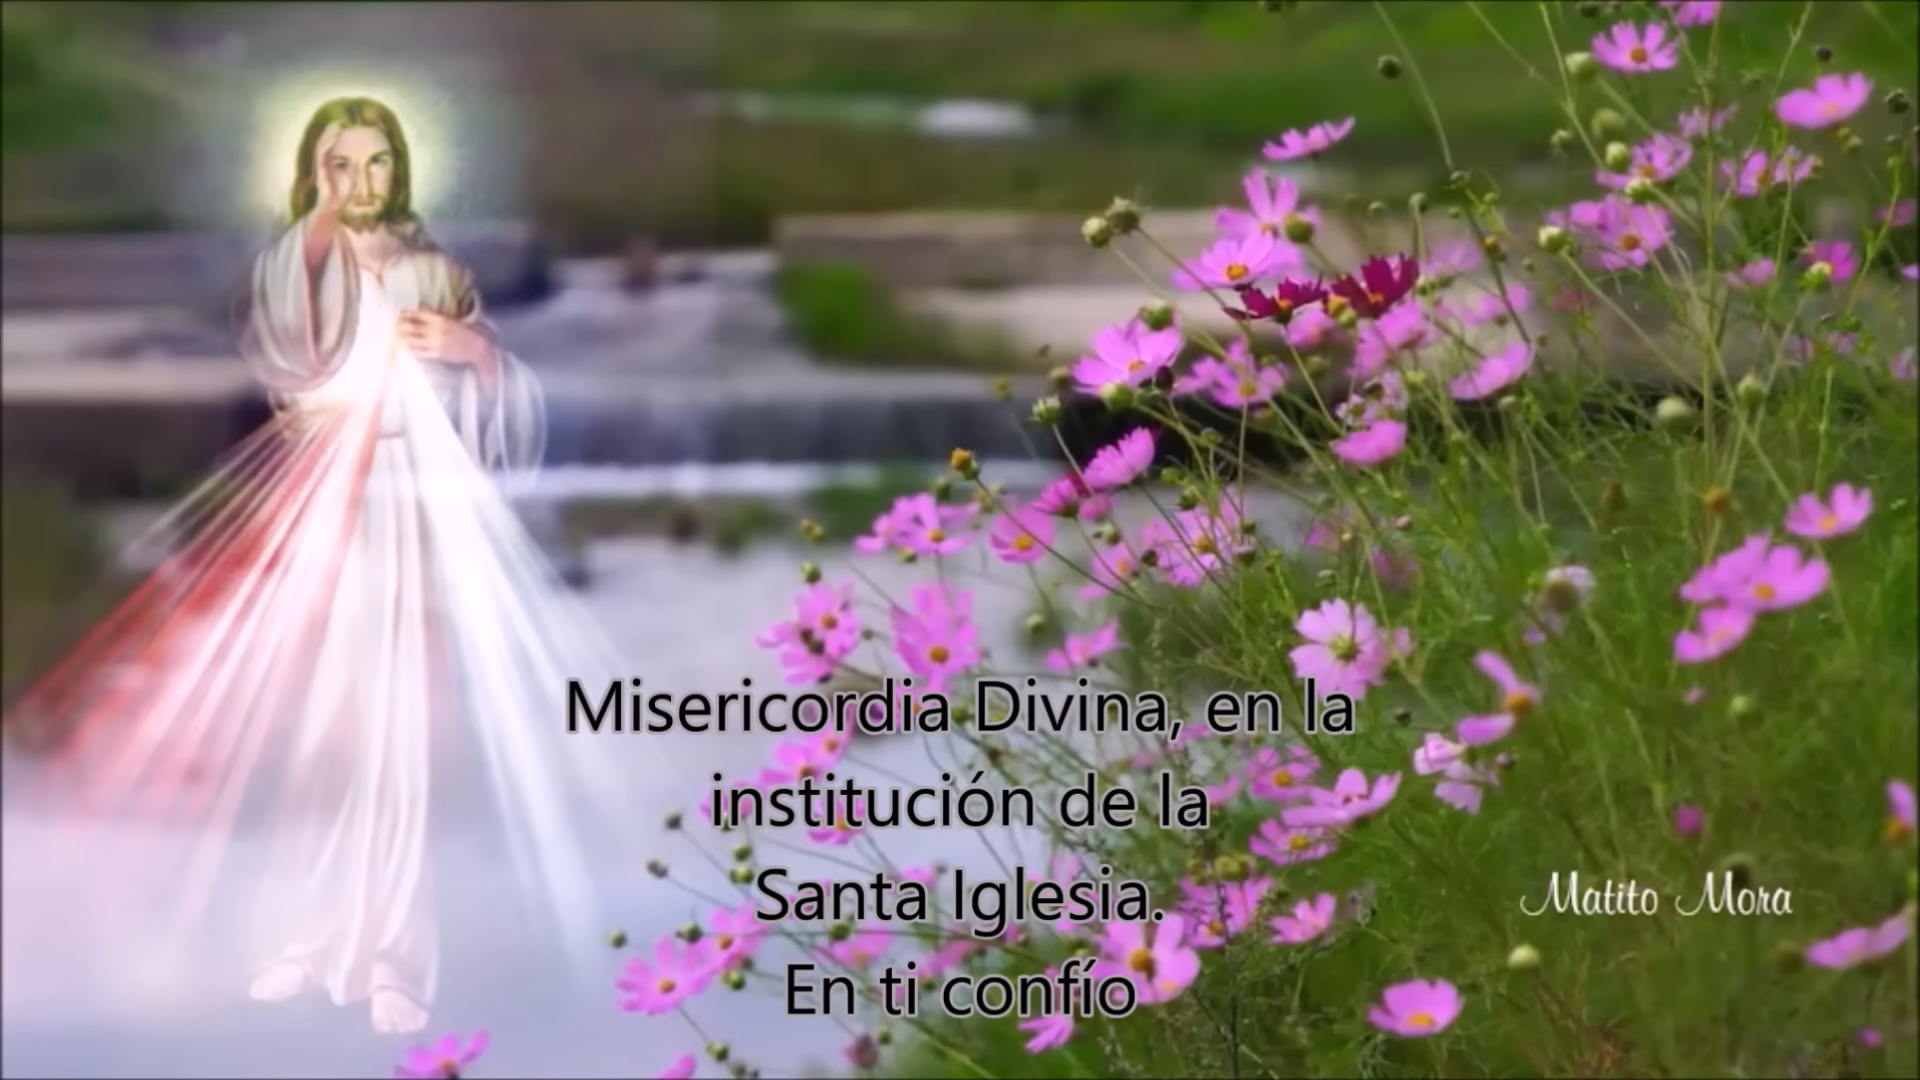 Misericordia Divina, en la
institución de la
Santa Iglesia.
En ti confío
Matito Mora